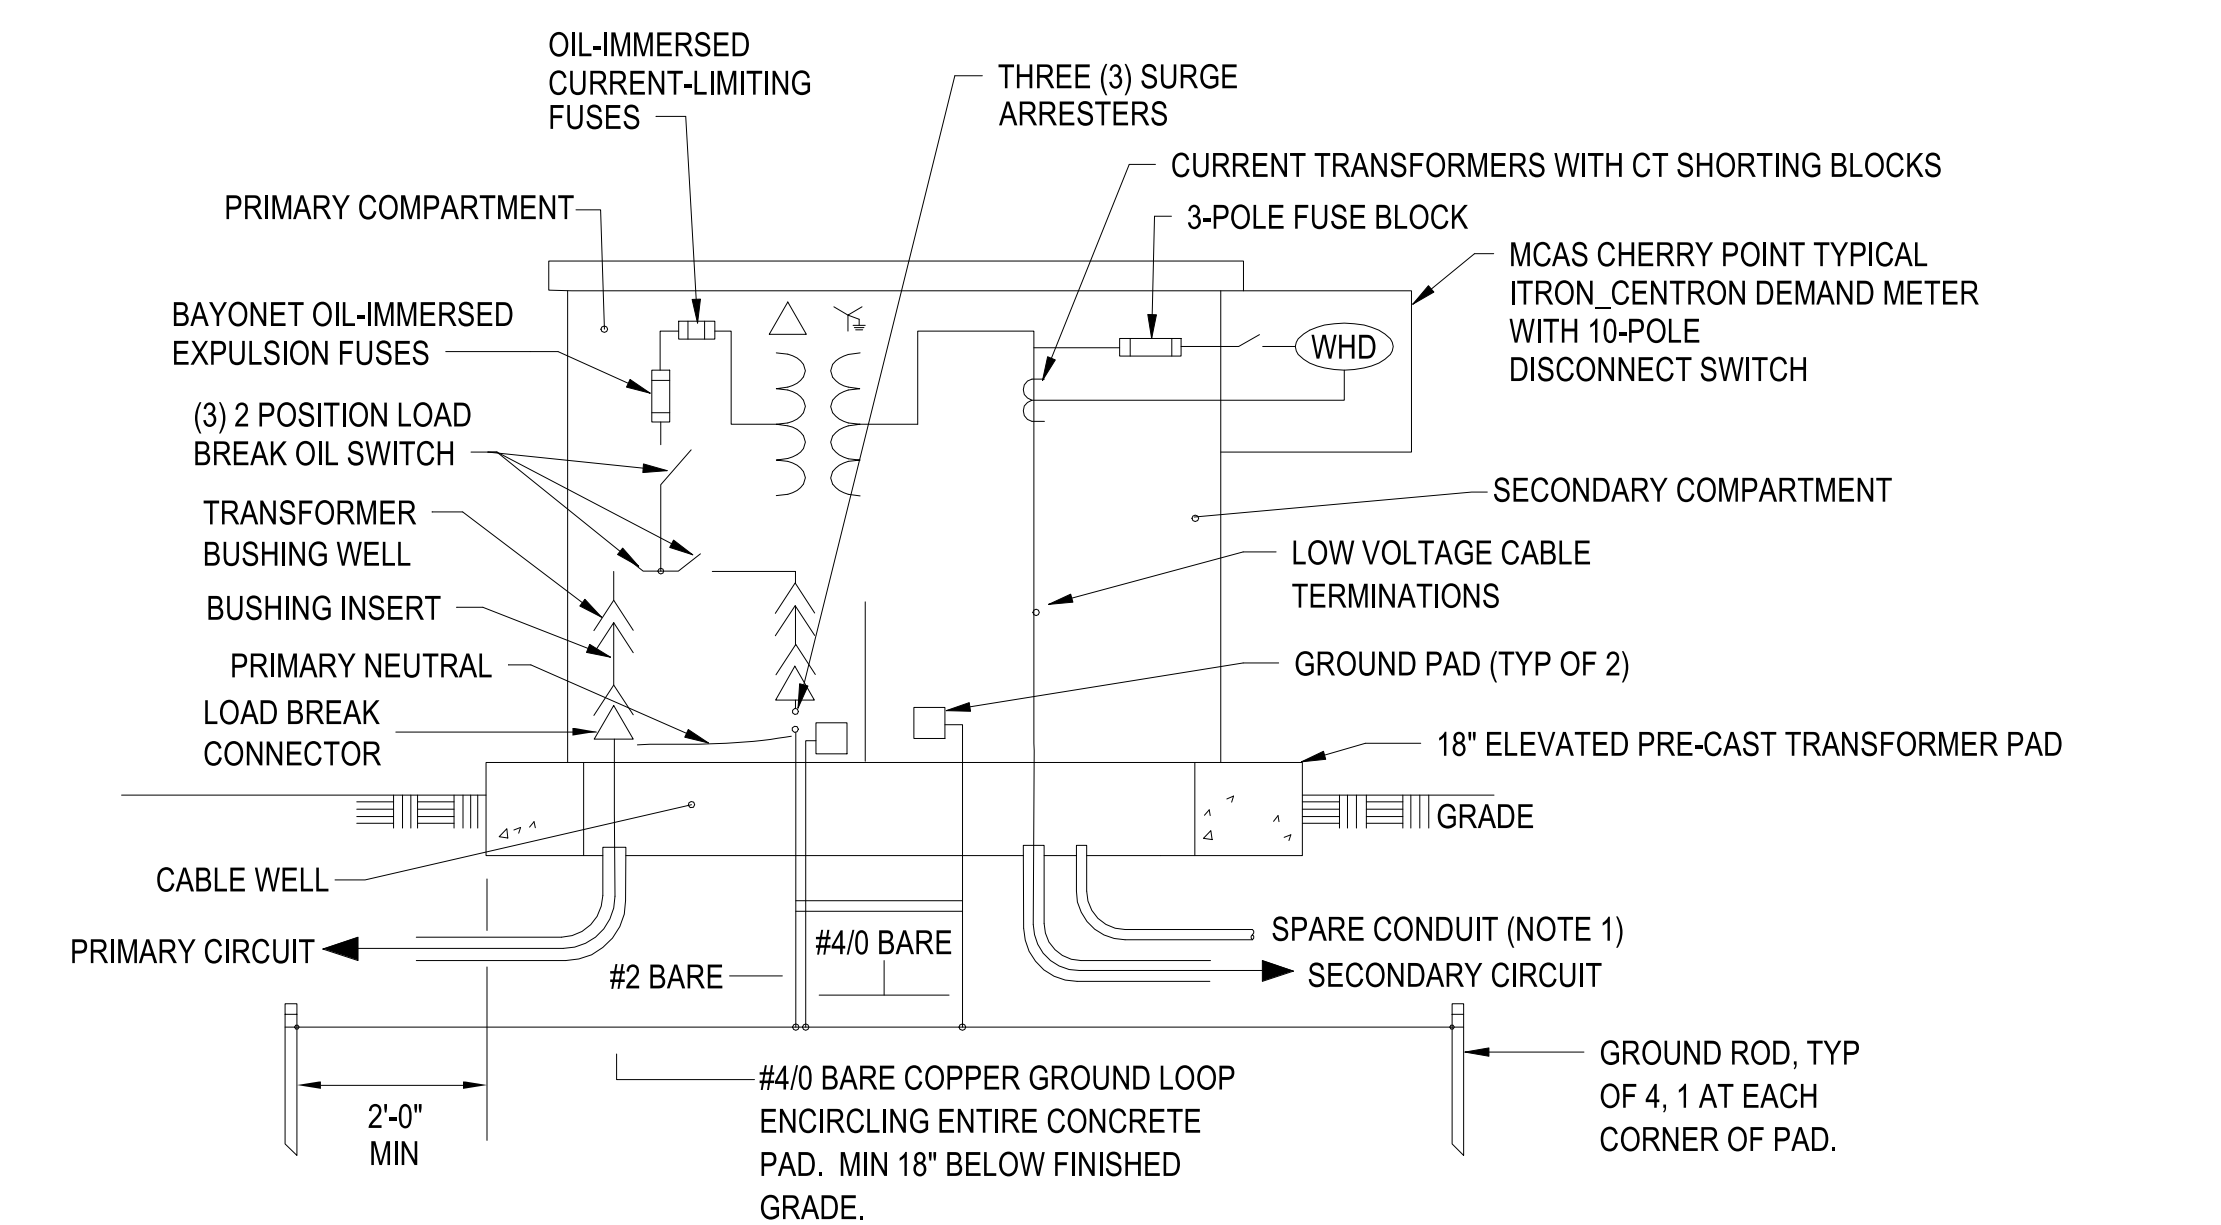 OIL-IMMERSED
CURRENT-LIMITING
FUSES
THREE (3) SURGE
ARRESTERS
CURRENT TRANSFORMERS WITH CT SHORTING BLOCKS
PRIMARY COMPARTMENT
3-POLE FUSE BLOCK
MCAS CHERRY POINT TYPICAL
ITRON_CENTRON DEMAND METER
WITH 10-POLE
DISCONNECT SWITCH
BAYONET OIL-IMMERSED
EXPULSION FUSES
WHD
(3) 2 POSITION LOAD
BREAK OIL SWITCH
SECONDARY COMPARTMENT
TRANSFORMER
BUSHING WELL
LOW VOLTAGE CABLE
TERMINATIONS
BUSHING INSERT
PRIMARY NEUTRAL
GROUND PAD (TYP OF 2)
LOAD BREAK
CONNECTOR
18" ELEVATED PRE-CAST TRANSFORMER PAD
GRADE
CABLE WELL
PRIMARY CIRCUIT
#2 BARE
#4/0 BARE
SPARE CONDUIT (NOTE 1)
SECONDARY CIRCUIT
2'-0"
MIN
#4/0 BARE COPPER GROUND LOOP
ENCIRCLING ENTIRE CONCRETE
PAD. MIN 18" BELOW FINISHED
GRADE.
GROUND ROD, TYP
OF 4, 1 AT EACH
CORNER OF PAD.